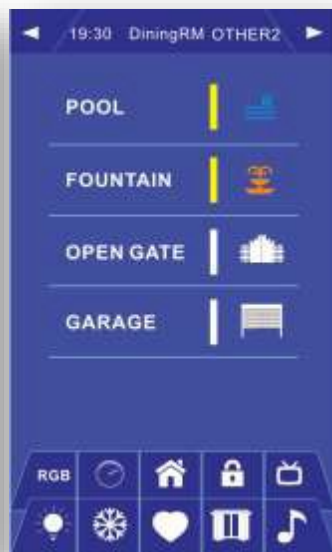 19:30 DiningRM OTHER2
POOL
FOUNTAIN
OPEN GATE
GARAGE
RGB